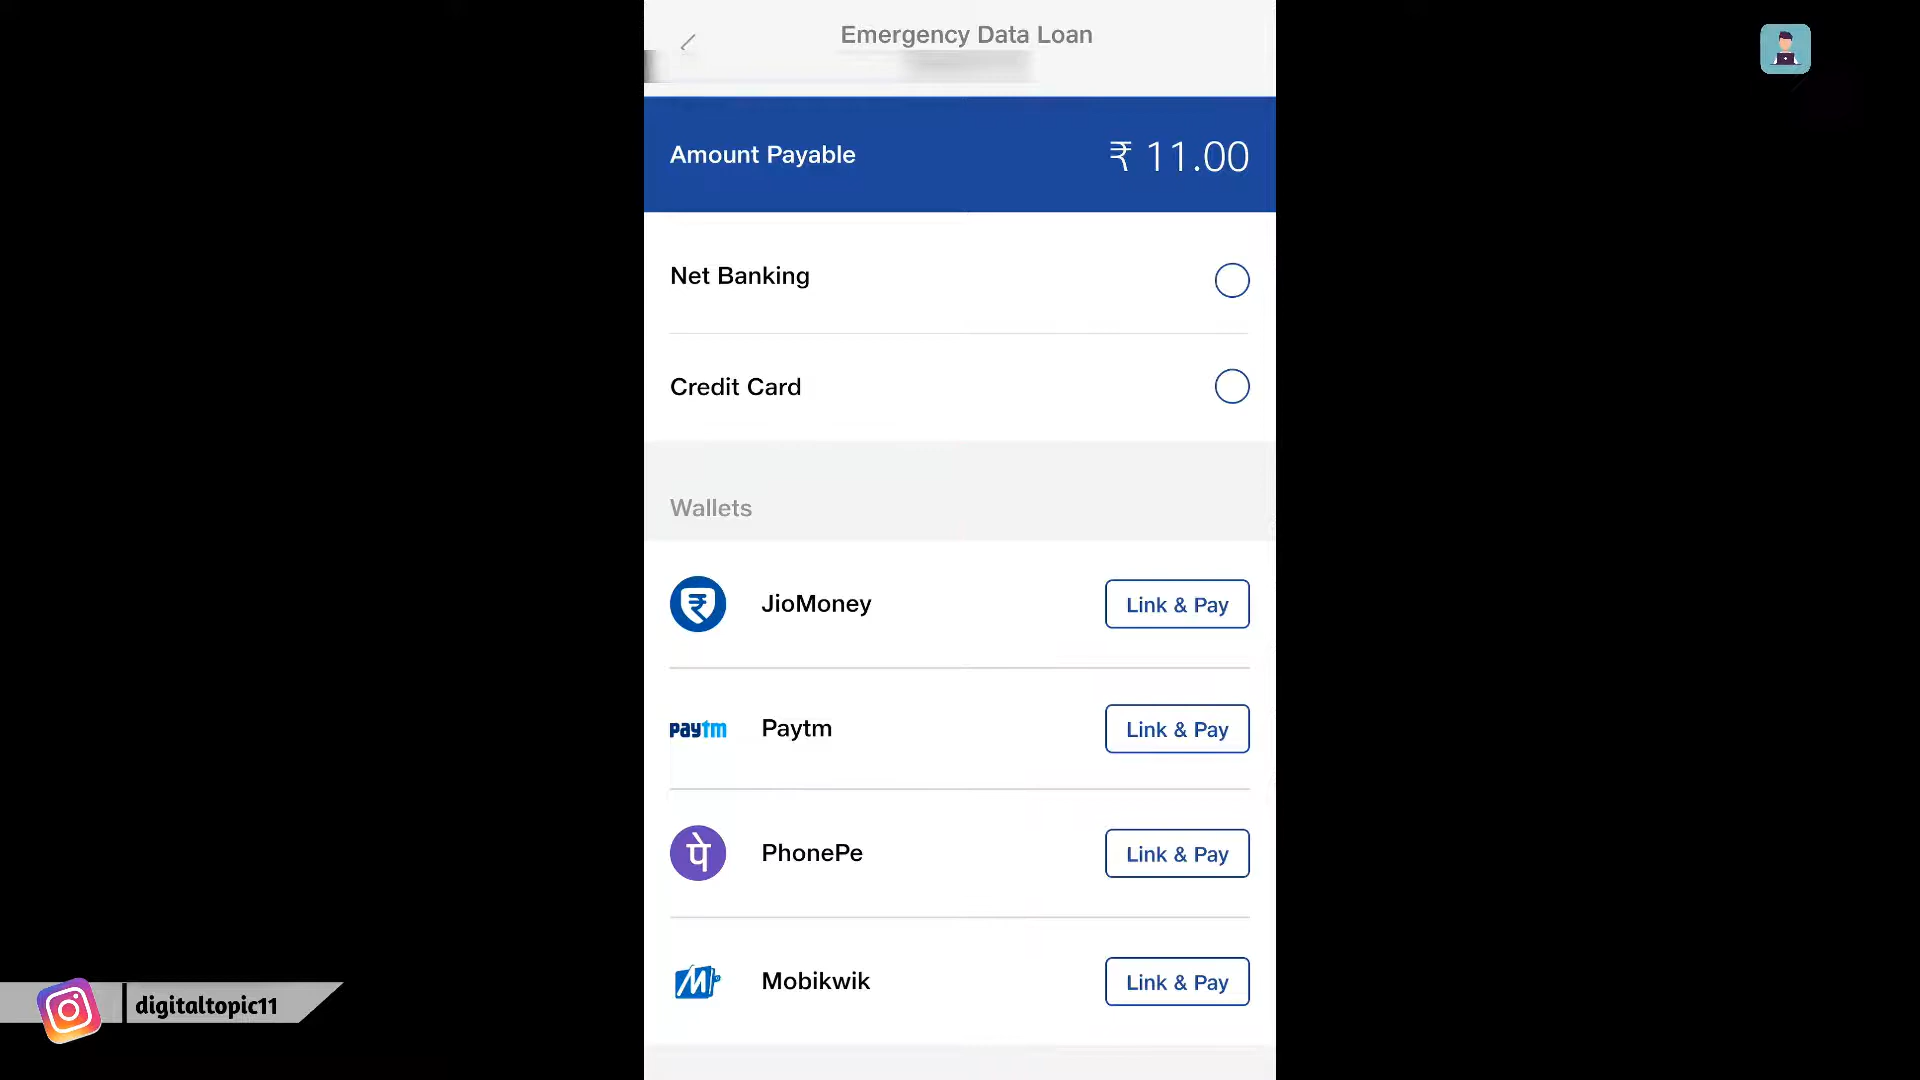 Emergency Data Loan
Amount Payable
₹ 11.00
Net Banking
Credit Card
Wallets
JioMoney
Link & Pay
paytm
Paytm
Link & Pay
पे
PhonePe
Link & Pay
M
Mobikwik
Link & Pay
digitaltopic11